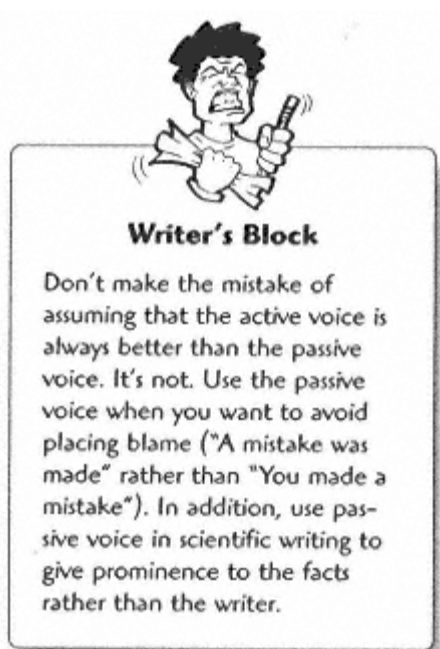 Writer's Block
Don't make the mistake of
assuming that the active voice is
always better than the passive
voice. It's not. Use the passive
voice when you want to avoid
placing blame ("A mistake was
made" rather than "You made a
mistake"). In addition, use pas-
sive voice in scientific writing to
give prominence to the facts
rather than the writer.